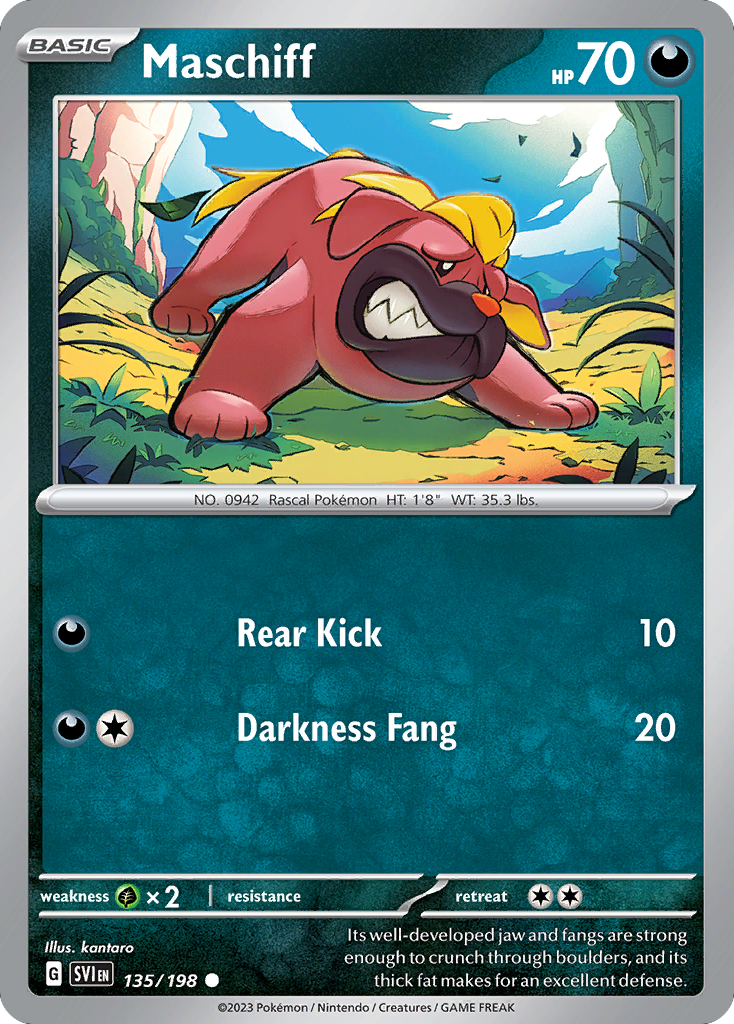 BASIC
Maschiff
HP 70
NO. 0942 Rascal Pokémon HT: 1'8" WT: 35.3 lbs.
Rear Kick 10
Darkness Fang 20
weakness ×2 resistance retreat
Illus. kantaro
Its well-developed jaw and fangs are strong
enough to crunch through boulders, and its
thick fat makes for an excellent defense.
G SVI EN 135/198
©2023 Pokémon / Nintendo / Creatures / GAME FREAK